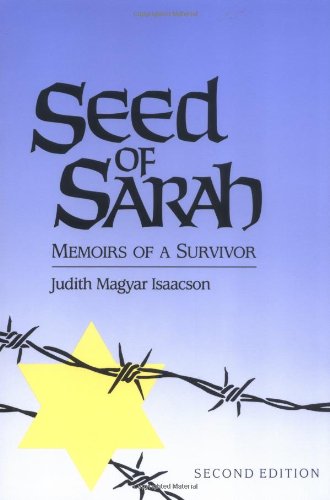 Seed
of
Sarah
Memoirs of a Survivor
Judith Magyar Isaacson
SECOND EDITION